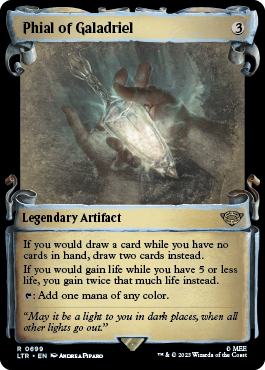 Phial of Galadriel 3
Legendary Artifact
If you would draw a card while you have no
cards in hand, draw two cards instead.
If you would gain life while you have 5 or less
life, you gain twice that much life instead.
: Add one mana of any color.
“May it be a light to you in dark places, when all
other lights go out.”
R 0699
LTR • EN Andrea Piparo
© MEE
™ & © 2023 Wizards of the Coast